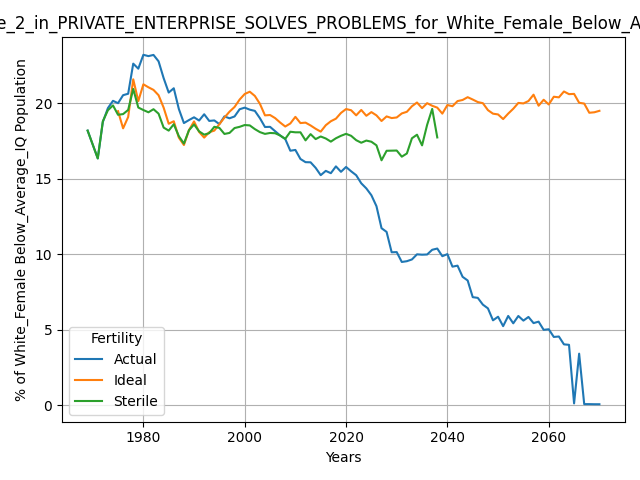 e_2_in_PRIVATE_ENTERPRISE_SOLVES_PROBLEMS_for_White_Female_Below_A
% of White_Female Below_Average_IQ Population
20
15
10
5
0
Fertility
Actual
Ideal
Sterile
1980
2000
2020
2040
2060
Years